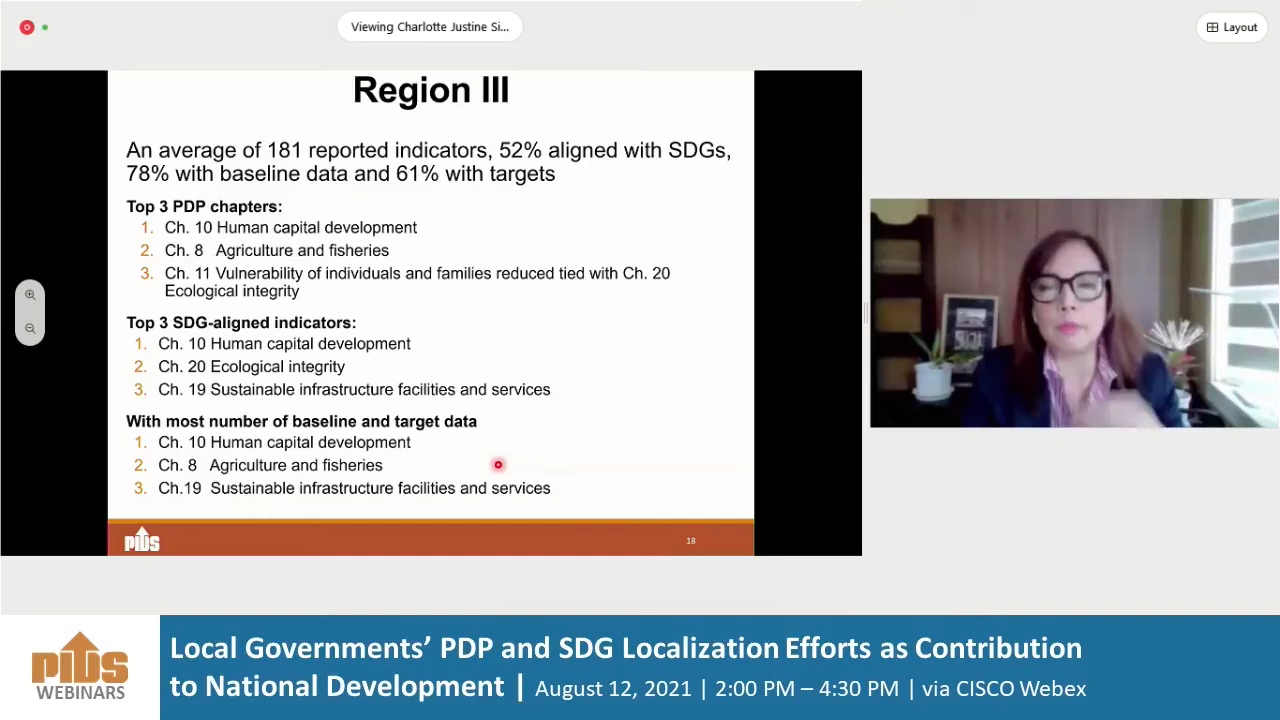 Viewing Charlotte Justine Si...
Layout
Region III
An average of 181 reported indicators, 52% aligned with SDGs,
78% with baseline data and 61% with targets
Top 3 PDP chapters:
1. Ch. 10 Human capital development
2. Ch. 8 Agriculture and fisheries
3. Ch. 11 Vulnerability of individuals and families reduced tied with Ch. 20
Ecological integrity
Top 3 SDG-aligned indicators:
1. Ch. 10 Human capital development
2. Ch. 20 Ecological integrity
3. Ch. 19 Sustainable infrastructure facilities and services
With most number of baseline and target data
1. Ch. 10 Human capital development
2. Ch. 8 Agriculture and fisheries
3. Ch.19 Sustainable infrastructure facilities and services
PIDS
18
PIDS
WEBINARS
Local Governments' PDP and SDG Localization Efforts as Contribution
to National Development | August 12, 2021 | 2:00 PM – 4:30 PM | via CISCO Webex